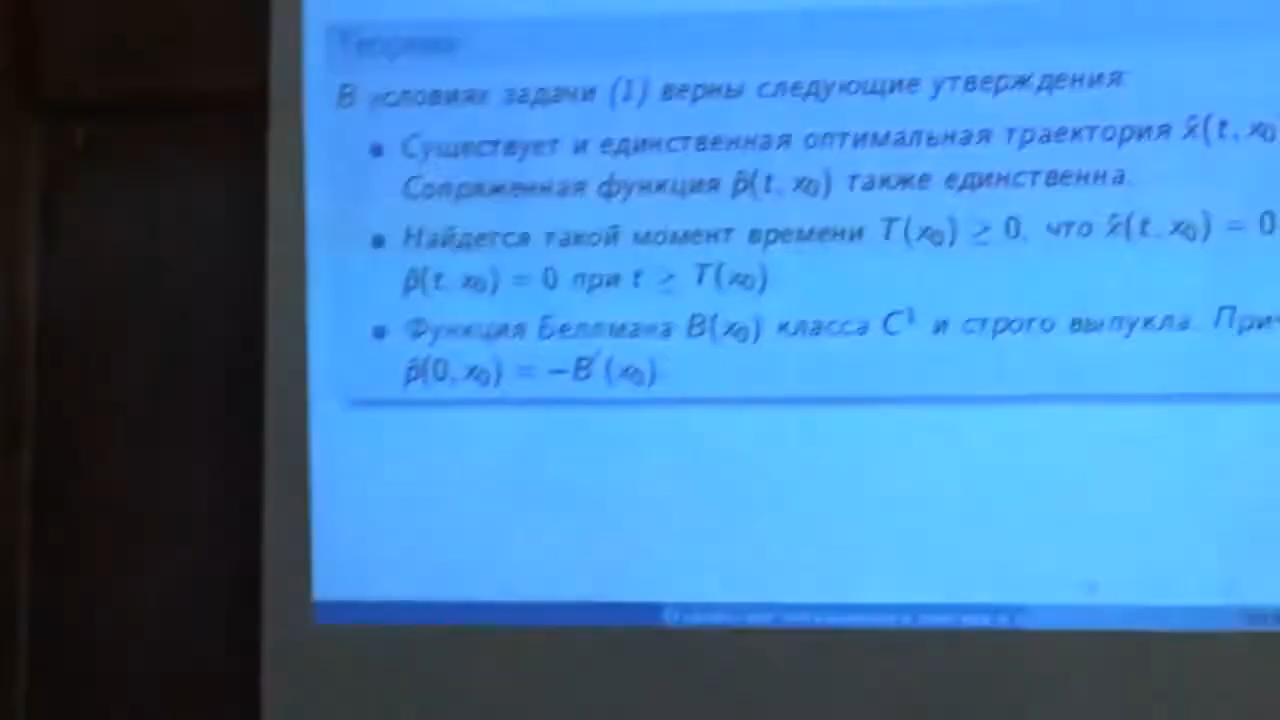 Теорема
В условиях задачи (1) верны следующие утверждения:
Существует и единственная оптимальная траектория x̂(t, x₀
Сопряженная функция p̂(t, x₀) также единственна.
Найдется такой момент времени T(x₀) ≥ 0, что x̂(t, x₀) = 0
p̂(t, x₀) = 0 при t ≥ T(x₀)
Функция Беллмана B(x₀) класса C¹ и строго выпукла. При
p̂(0, x₀) = −B′(x₀)